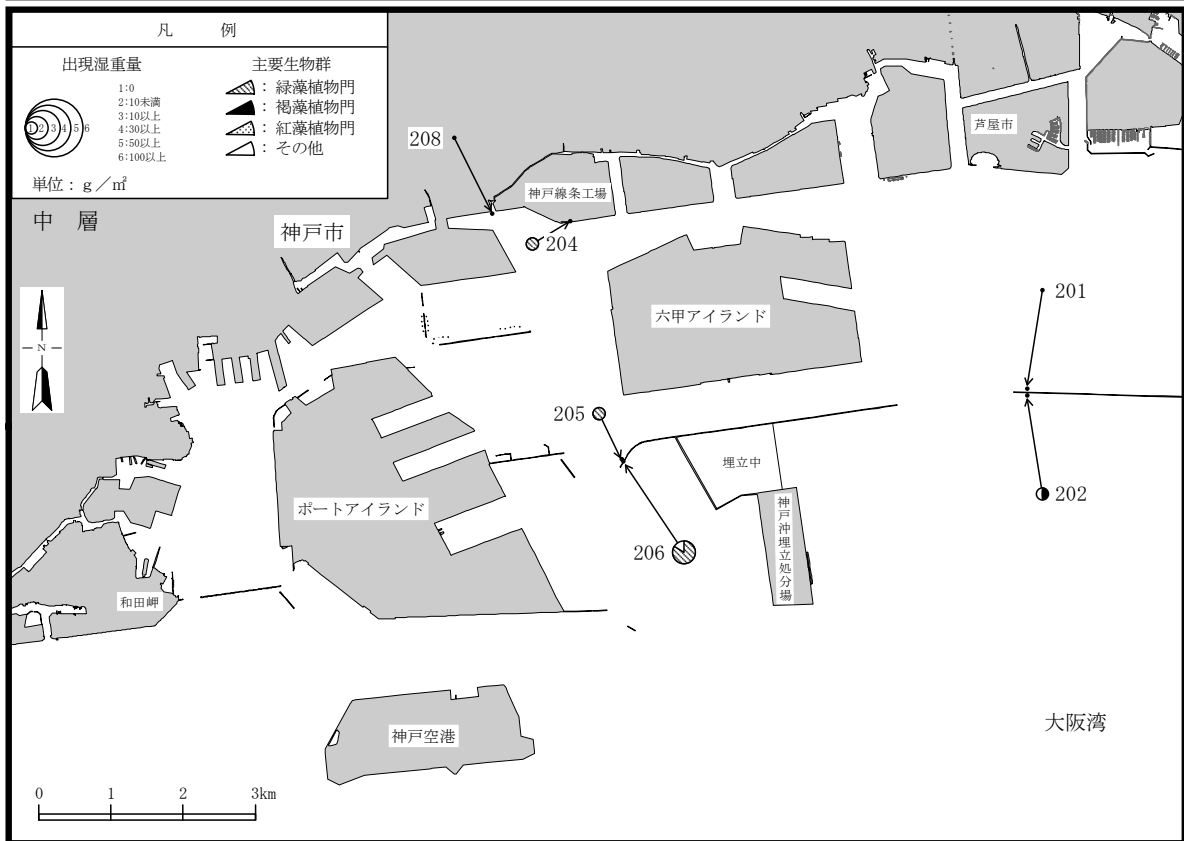 凡　　例
出現湿重量
1:0
2:10未満
3:10以上
4:30以上
5:50以上
6:100以上
1 2 3 4 5 6
単位：g／㎡
主要生物群
：緑藻植物門
：褐藻植物門
：紅藻植物門
：その他
中　層
208
神戸線条工場
芦屋市
神戸市
204
N
六甲アイランド
201
205
埋立中
ポートアイランド
202
神戸沖埋立処分場
206
和田岬
大阪湾
神戸空港
0 1 2 3km